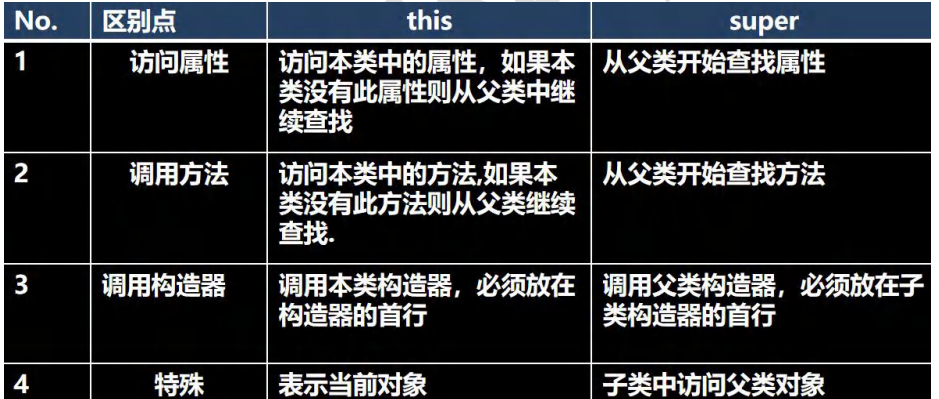 No. 区别点 this super
1 访问属性 访问本类中的属性，如果本 从父类开始查找属性
类没有此属性则从父类中继
续查找
2 调用方法 访问本类中的方法,如果本 从父类开始查找方法
类没有此方法则从父类继续
查找.
3 调用构造器 调用本类构造器，必须放在 调用父类构造器，必须放在子
构造器的首行 类构造器的首行
4 特殊 表示当前对象 子类中访问父类对象